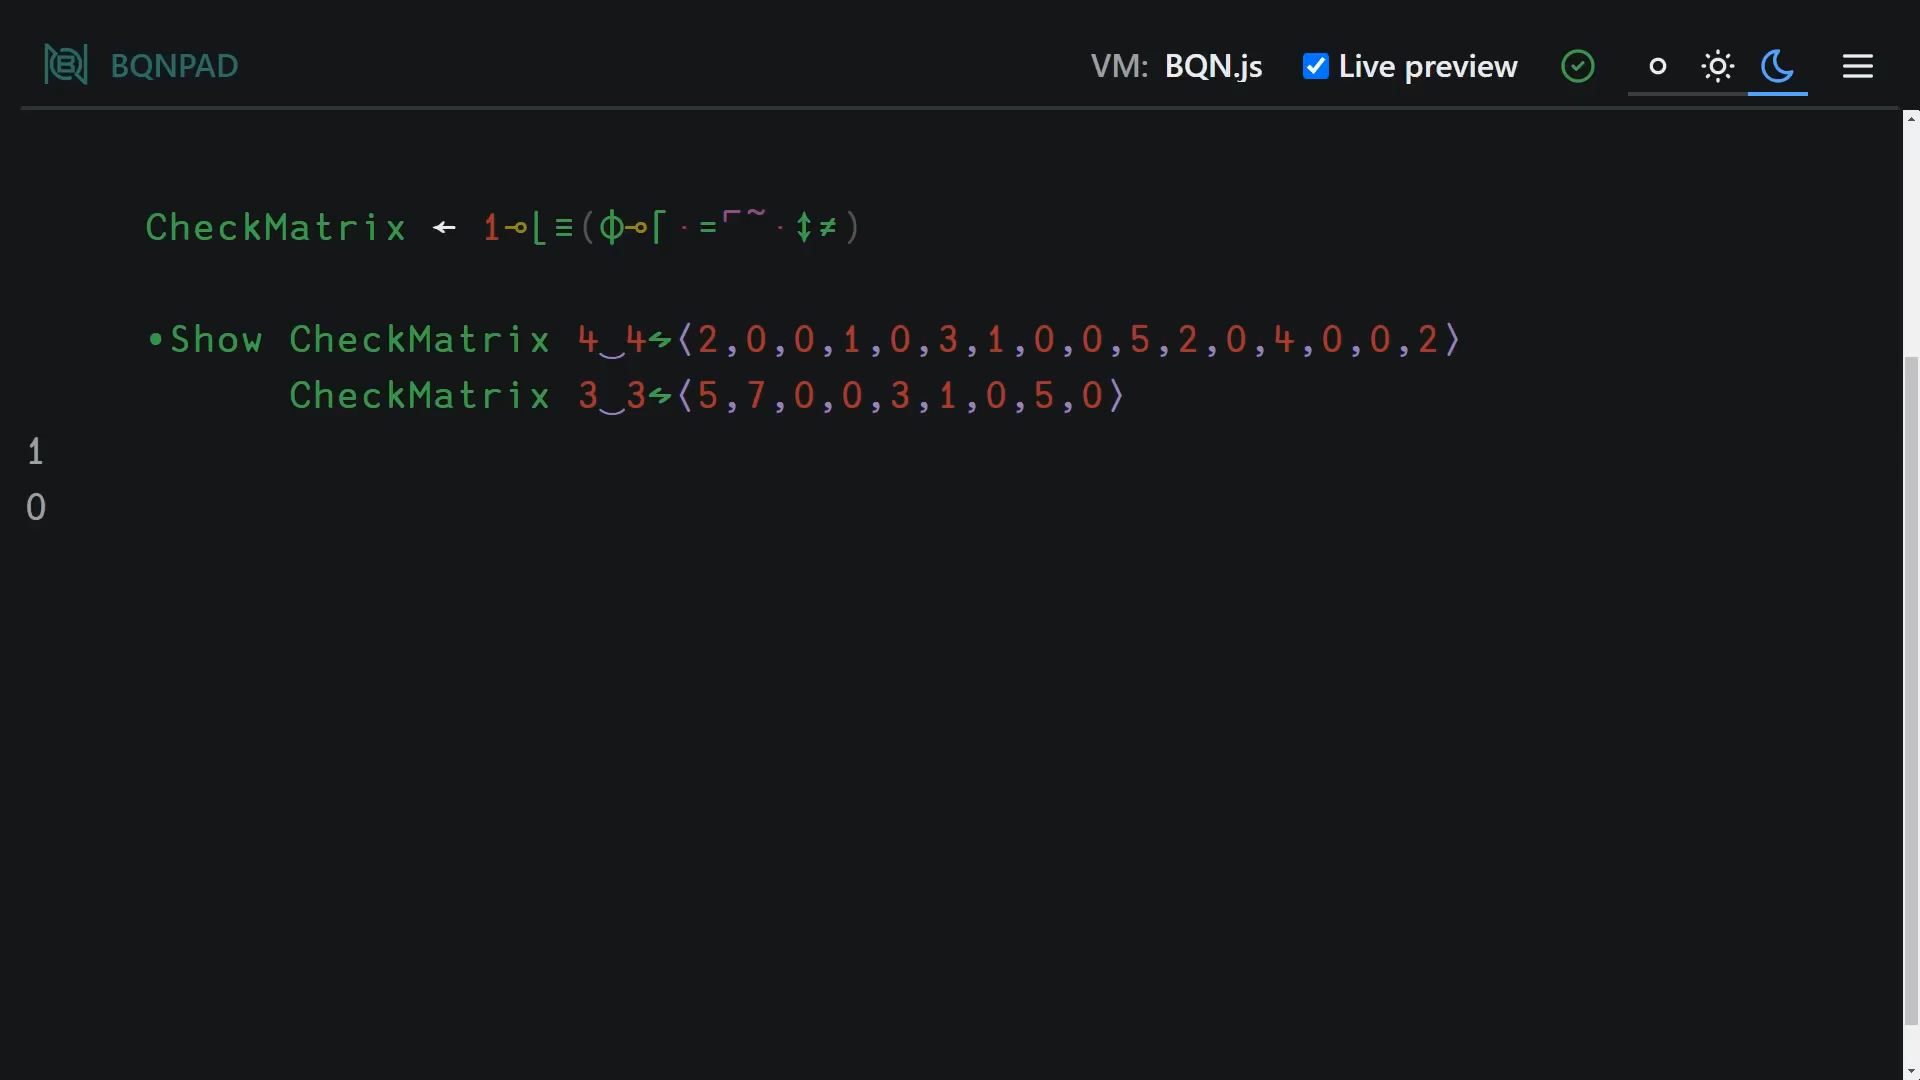 BQNPAD
VM: BQN.js
Live preview
CheckMatrix ← 1⊸⌊≡(⌽⊸⌈·=⌜˜·↕≠)
•Show CheckMatrix 4‿4⥊⟨2,0,0,1,0,3,1,0,0,5,2,0,4,0,0,2⟩
CheckMatrix 3‿3⥊⟨5,7,0,0,3,1,0,5,0⟩
1
0